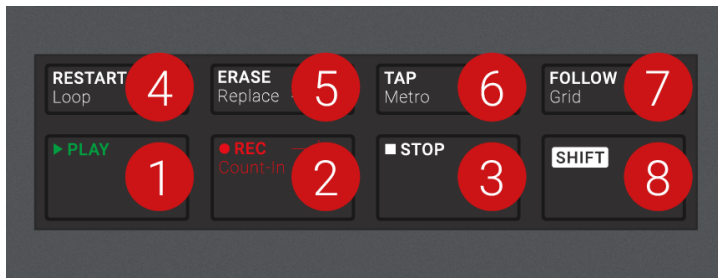 RESTART
Loop
4
ERASE
Replace
5
TAP
Metro
6
FOLLOW
Grid
7
PLAY
1
REC
Count-In
2
STOP
3
SHIFT
8